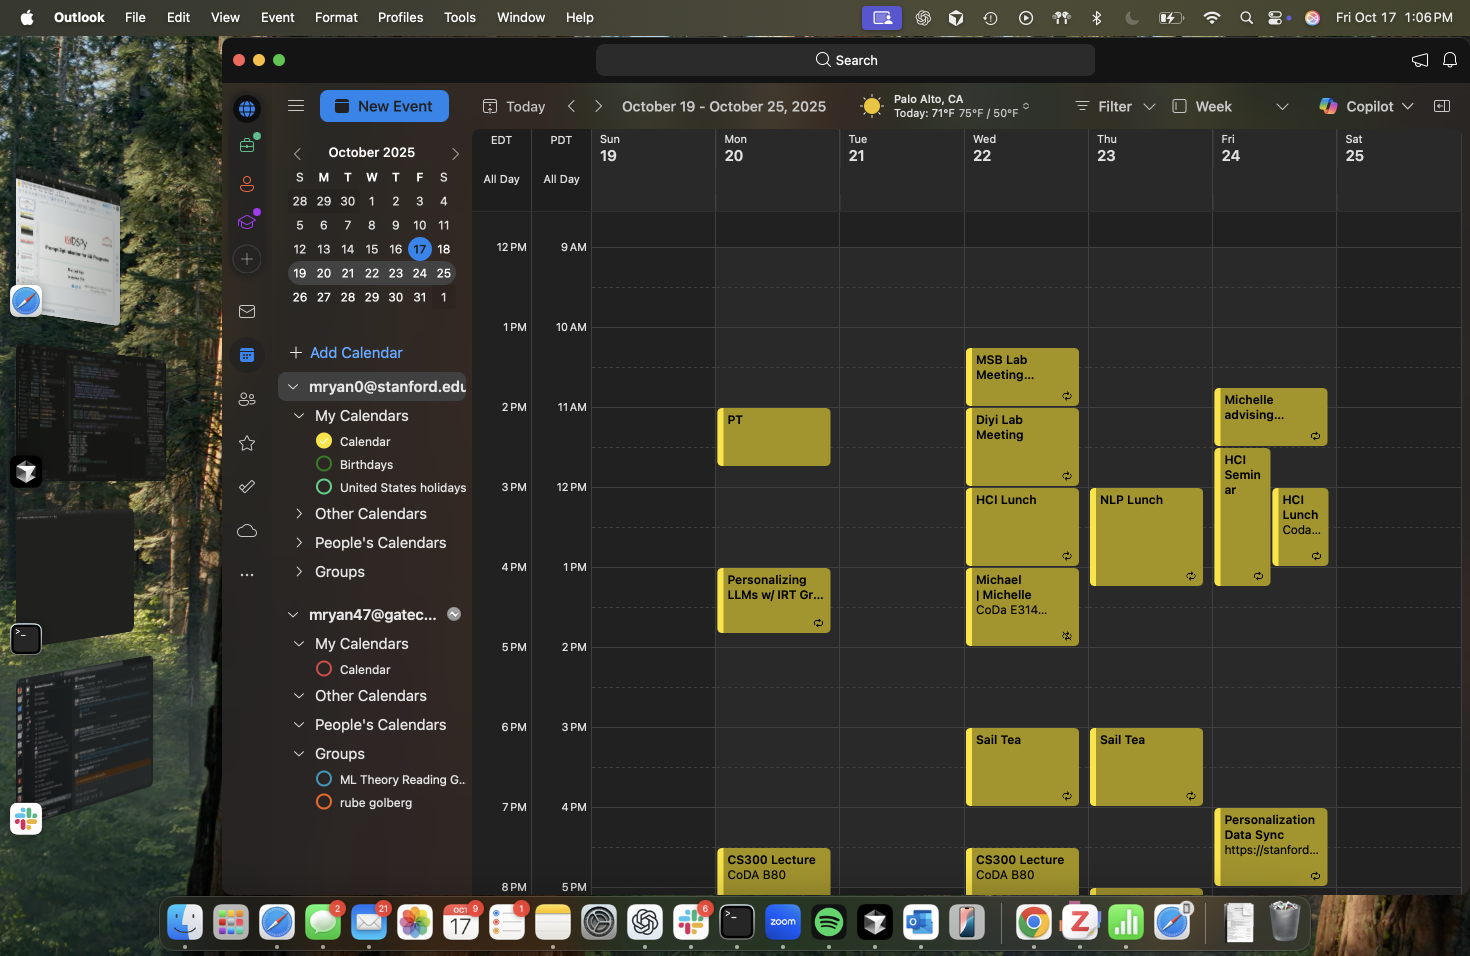 Outlook File Edit View Event Format Profiles Tools Window Help Fri Oct 17 1:06 PM
Search
New Event Today October 19 - October 25, 2025 Palo Alto, CA Filter Week Copilot
Today: 71°F 75°F / 50°F
October 2025
S M T W T F S
28 29 30 1 2 3 4
5 6 7 8 9 10 11
12 13 14 15 16 17 18
19 20 21 22 23 24 25
26 27 28 29 30 31 1
Add Calendar
mryan0@stanford.edu
My Calendars
Calendar
Birthdays
United States holidays
Other Calendars
People's Calendars
Groups
mryan47@gatec...
My Calendars
Calendar
Other Calendars
People's Calendars
Groups
ML Theory Reading G..
rube golberg
EDT PDT Sun Mon Tue Wed Thu Fri Sat
19 20 21 22 23 24 25
All Day All Day
12 PM 9 AM
1 PM 10 AM
2 PM 11 AM
3 PM 12 PM
4 PM 1 PM
5 PM 2 PM
6 PM 3 PM
7 PM 4 PM
8 PM 5 PM
PT
Personalizing
LLMs w/ IRT Gr...
CS300 Lecture
CoDA B80
MSB Lab
Meeting...
Diyi Lab
Meeting
HCI Lunch
Michael
| Michelle
CoDa E314...
Sail Tea
CS300 Lecture
CoDA B80
NLP Lunch
Sail Tea
Michelle
advising...
HCI
Semin
ar
HCI
Lunch
Coda...
Personalization
Data Sync
https://stanford...
DSPy
2
21
OCT
17
9
1
6
zoom